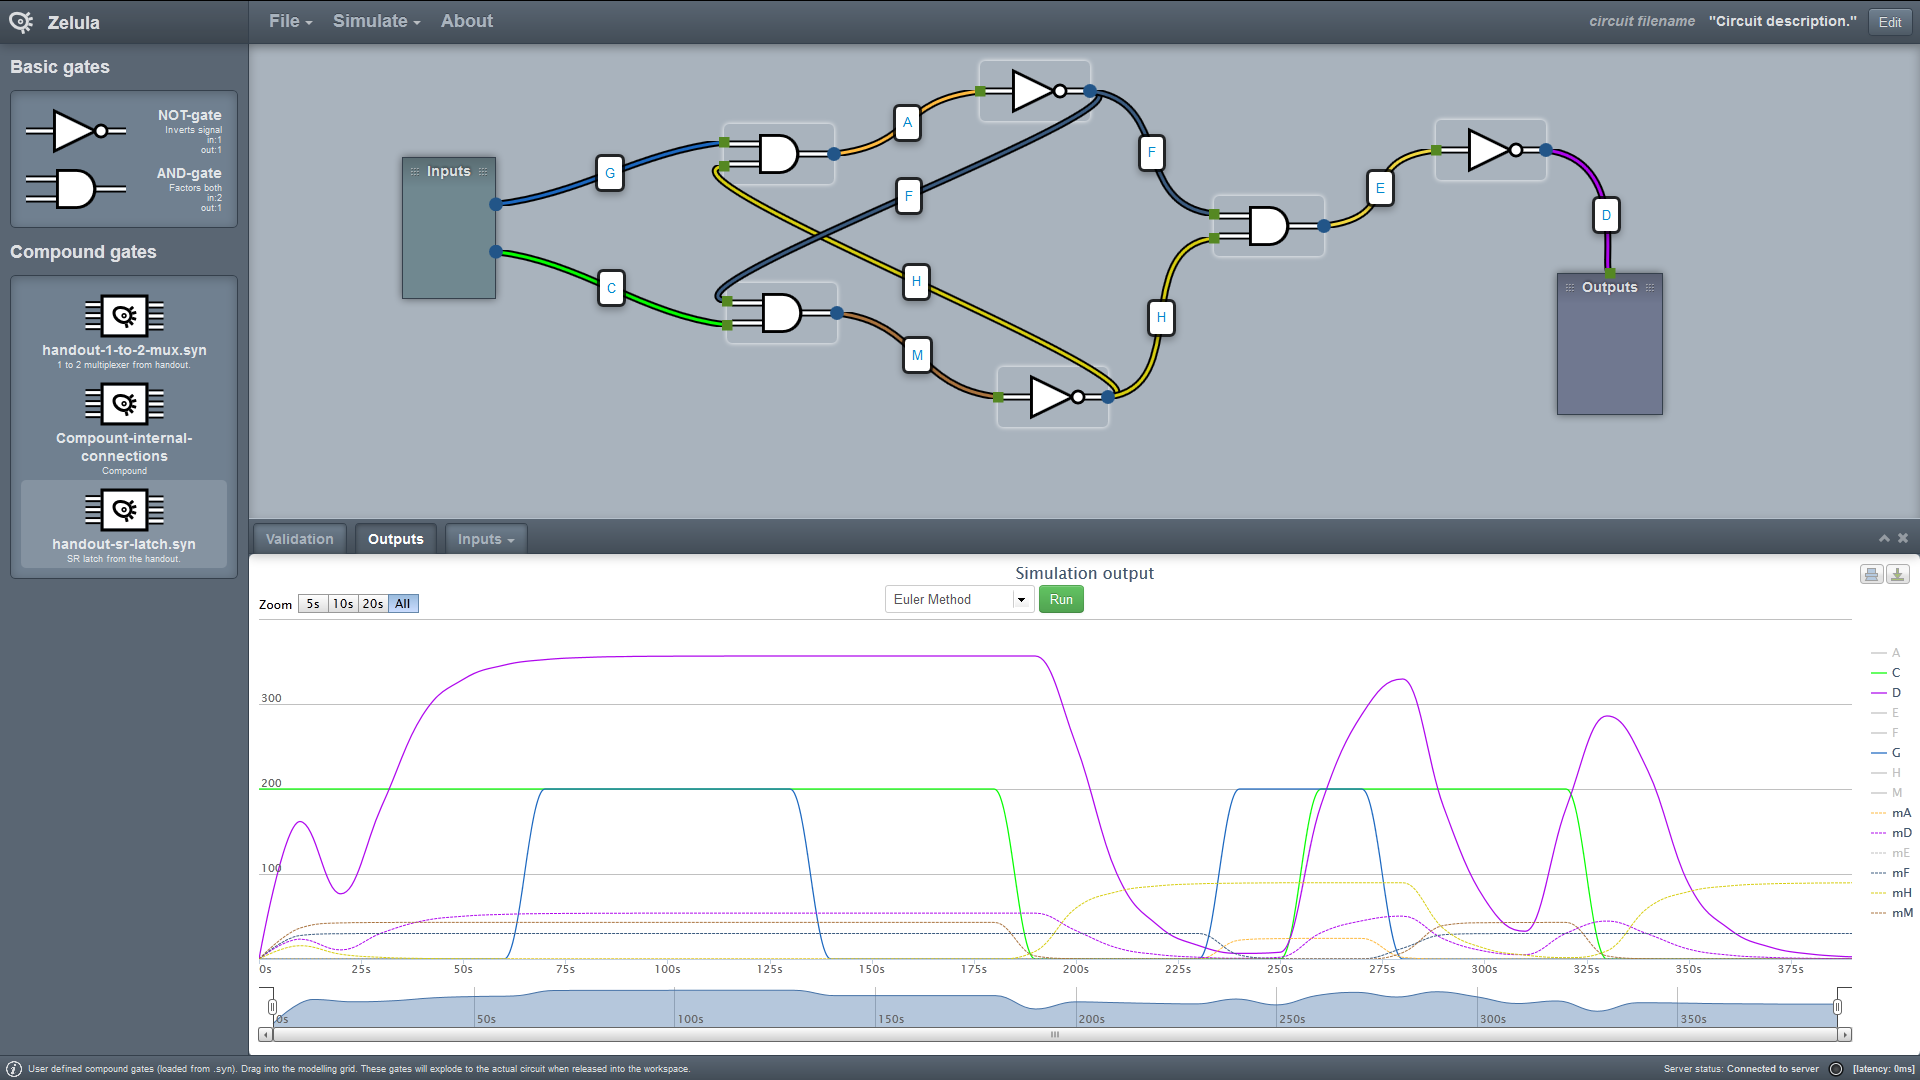 Zelula
File
Simulate
About
circuit filename
"Circuit description."
Edit
Basic gates
NOT-gate
Inverts signal
in:1
out:1
AND-gate
Factors both
in:2
out:1
Compound gates
handout-1-to-2-mux.syn
1 to 2 multiplexer from handout.
Compount-internal-
connections
Compound
handout-sr-latch.syn
SR latch from the handout.
Inputs
G
C
A
F
H
M
F
H
E
D
Outputs
Validation
Outputs
Inputs
Simulation output
Zoom
5s
10s
20s
All
Euler Method
Run
300
200
100
0s
25s
50s
75s
100s
125s
150s
175s
200s
225s
250s
275s
300s
325s
350s
375s
A
C
D
E
F
G
H
M
mA
mD
mE
mF
mH
mM
0s
50s
100s
150s
200s
250s
300s
350s
User defined compound gates (loaded from .syn). Drag into the modelling grid. These gates will explode to the actual circuit when released into the workspace.
Server status: Connected to server
[latency: 0ms]